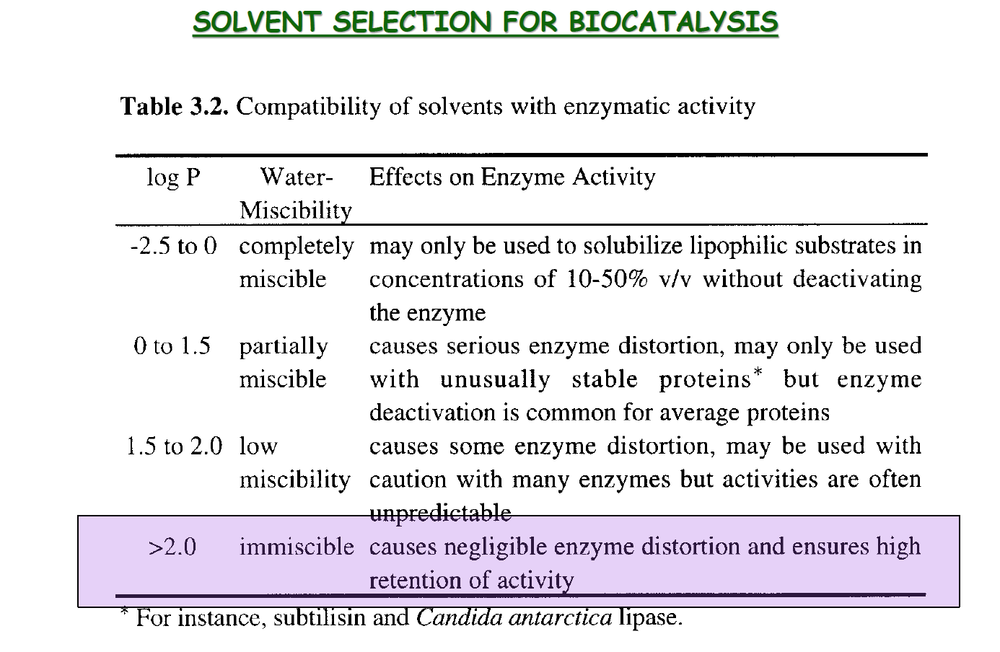 SOLVENT SELECTION FOR BIOCATALYSIS
Table 3.2. Compatibility of solvents with enzymatic activity
log P Water- Effects on Enzyme Activity
Miscibility
-2.5 to 0 completely may only be used to solubilize lipophilic substrates in
miscible concentrations of 10-50% v/v without deactivating
the enzyme
0 to 1.5 partially causes serious enzyme distortion, may only be used
miscible with unusually stable proteins* but enzyme
deactivation is common for average proteins
1.5 to 2.0 low causes some enzyme distortion, may be used with
miscibility caution with many enzymes but activities are often
unpredictable
>2.0 immiscible causes negligible enzyme distortion and ensures high
retention of activity
* For instance, subtilisin and Candida antarctica lipase.